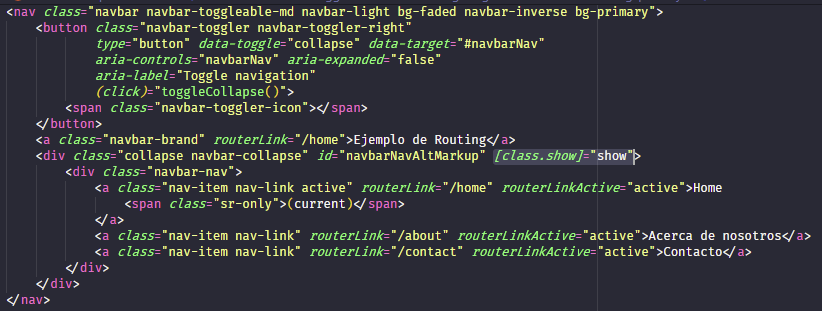 <nav class="navbar navbar-toggleable-md navbar-light bg-faded navbar-inverse bg-primary">
<button class="navbar-toggler navbar-toggler-right"
type="button" data-toggle="collapse" data-target="#navbarNav"
aria-controls="navbarNav" aria-expanded="false"
aria-label="Toggle navigation"
(click)="toggleCollapse()">
<span class="navbar-toggler-icon"></span>
</button>
<a class="navbar-brand" routerLink="/home">Ejemplo de Routing</a>
<div class="collapse navbar-collapse" id="navbarNavAltMarkup" [class.show]="show">
<div class="navbar-nav">
<a class="nav-item nav-link active" routerLink="/home" routerLinkActive="active">Home
<span class="sr-only">(current)</span>
</a>
<a class="nav-item nav-link" routerLink="/about" routerLinkActive="active">Acerca de nosotros</a>
<a class="nav-item nav-link" routerLink="/contact" routerLinkActive="active">Contacto</a>
</div>
</div>
</nav>